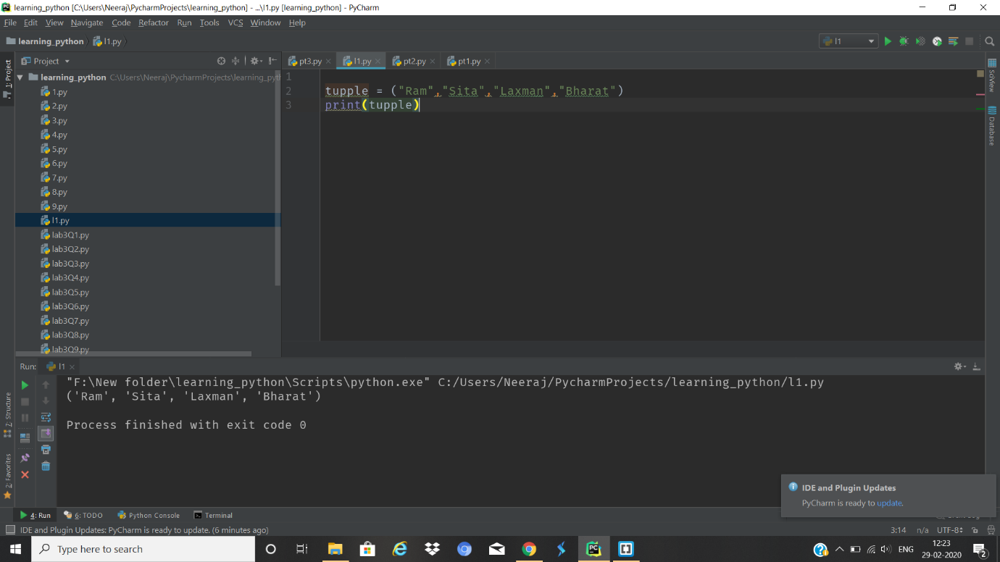 learning_python [C:\Users\Neeraj\PycharmProjects\learning_python] - ...\l1.py [learning_python] - PyCharm
File Edit View Navigate Code Refactor Run Tools VCS Window Help
learning_python l1.py
l1
1: Project
Project
pt3.py l1.py pt2.py pt1.py
learning_python C:\Users\Neeraj\PycharmProjects\learning_pyth
1.py
2.py
3.py
4.py
5.py
6.py
7.py
8.py
9.py
l1.py
lab3Q1.py
lab3Q2.py
lab3Q3.py
lab3Q4.py
lab3Q5.py
lab3Q6.py
lab3Q7.py
lab3Q8.py
lab3Q9.py
1
2 tupple = ("Ram","Sita","Laxman","Bharat")
3 print(tupple)
SciView
Database
Run: l1
"F:\New folder\learning_python\Scripts\python.exe" C:/Users/Neeraj/PycharmProjects/learning_python/l1.py
('Ram', 'Sita', 'Laxman', 'Bharat')
Process finished with exit code 0
7: Structure
2: Favorites
IDE and Plugin Updates
PyCharm is ready to update.
4: Run 6: TODO Python Console Terminal
IDE and Plugin Updates: PyCharm is ready to update. (6 minutes ago)
3:14 n/a UTF-8
Type here to search
ENG
12:23
29-02-2020
2